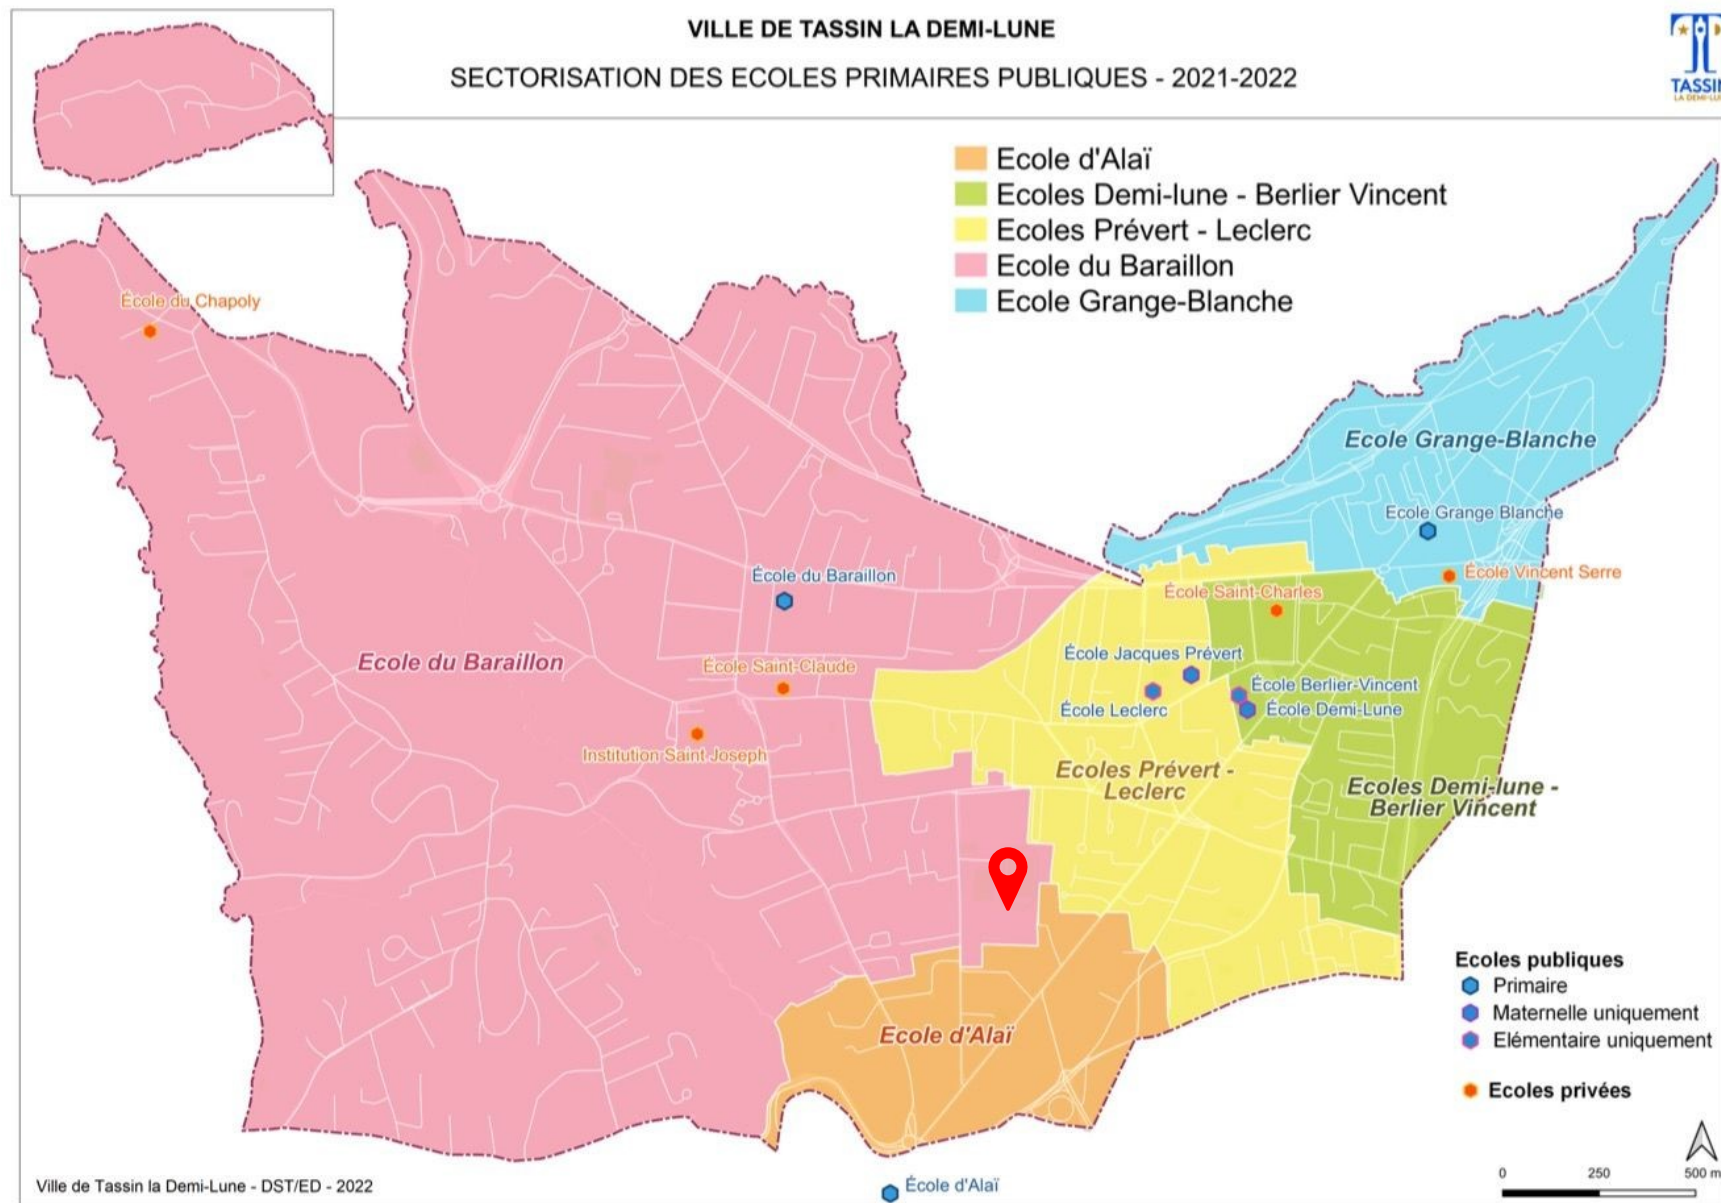 VILLE DE TASSIN LA DEMI-LUNE
SECTORISATION DES ECOLES PRIMAIRES PUBLIQUES - 2021-2022
TASSIN
LA DEMI-LUNE
Ecole d'Alaï
Ecoles Demi-lune - Berlier Vincent
Ecoles Prévert - Leclerc
Ecole du Baraillon
Ecole Grange-Blanche
École du Chapoly
Ecole Grange-Blanche
Ecole Grange Blanche
École du Baraillon
École Vincent Serre
École Saint-Charles
Ecole du Baraillon
École Saint-Claude
École Jacques Prévert
École Leclerc
École Berlier-Vincent
École Demi-Lune
Institution Saint Joseph
Ecoles Prévert -
Leclerc
Ecoles Demi-lune -
Berlier Vincent
Ecole d'Alaï
Ecoles publiques
Primaire
Maternelle uniquement
Elémentaire uniquement
Ecoles privées
0 250 500 m
Ville de Tassin la Demi-Lune - DST/ED - 2022
École d'Alaï